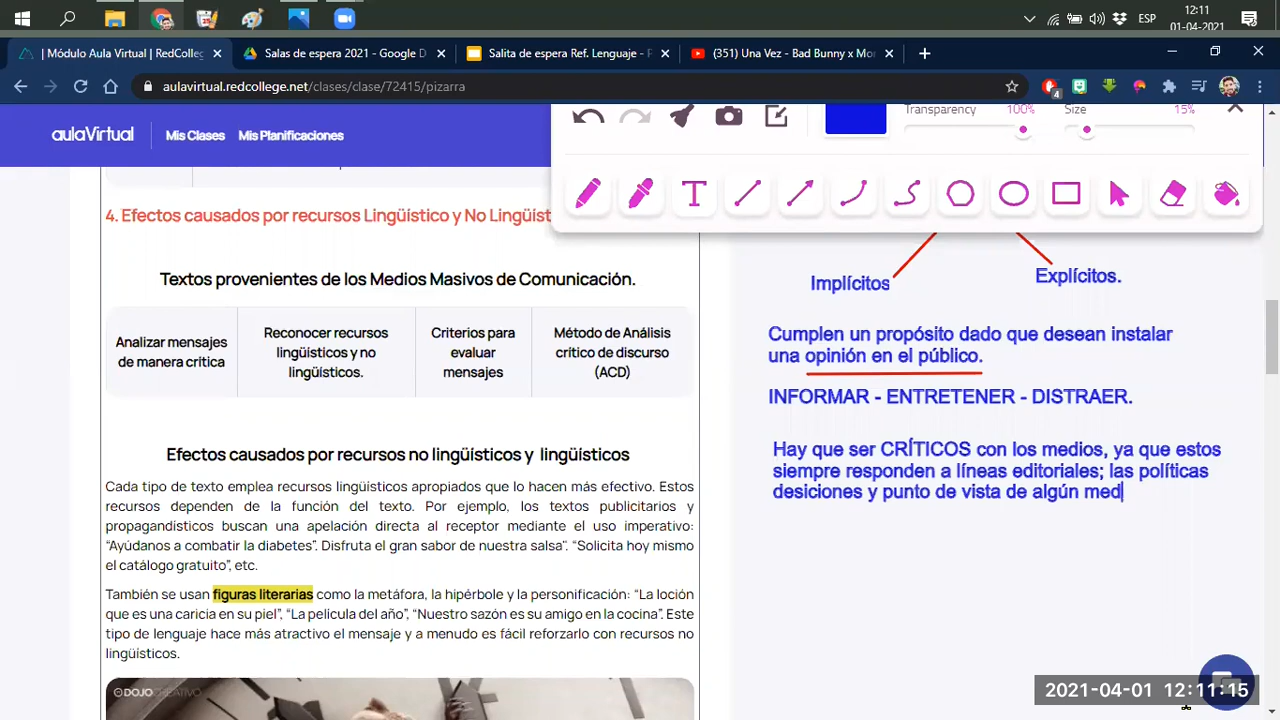 12:11
ESP
01-04-2021
| Módulo Aula Virtual | RedColleg
Salas de espera 2021 - Google D
Salita de espera Ref. Lenguaje - P
(351) Una Vez - Bad Bunny x Mor
aulavirtual.redcollege.net/clases/clase/72415/pizarra
4
aulaVirtual
Mis Clases
Mis Planificaciones
Transparency
100%
Size
15%
T
4. Efectos causados por recursos Lingüístico y No Lingüíst
Textos provenientes de los Medios Masivos de Comunicación.
Analizar mensajes
de manera crítica
Reconocer recursos
lingüísticos y no
lingüísticos.
Criterios para
evaluar
mensajes
Método de Análisis
crítico de discurso
(ACD)
Efectos causados por recursos no lingüísticos y lingüísticos
Cada tipo de texto emplea recursos lingüísticos apropiados que lo hacen más efectivo. Estos
recursos dependen de la función del texto. Por ejemplo, los textos publicitarios y
propagandísticos buscan una apelación directa al receptor mediante el uso imperativo:
“Ayúdanos a combatir la diabetes”. Disfruta el gran sabor de nuestra salsa". “Solicita hoy mismo
el catálogo gratuito”, etc.
También se usan figuras literarias como la metáfora, la hipérbole y la personificación: “La loción
que es una caricia en su piel”, “La película del año”, “Nuestro sazón es su amigo en la cocina”. Este
tipo de lenguaje hace más atractivo el mensaje y a menudo es fácil reforzarlo con recursos no
lingüísticos.
DOJOCREATIVO
Implícitos
Explícitos.
Cumplen un propósito dado que desean instalar
una opinión en el público.
INFORMAR - ENTRETENER - DISTRAER.
Hay que ser CRÍTICOS con los medios, ya que estos
siempre responden a líneas editoriales; las políticas
desiciones y punto de vista de algún med
2021-04-01 12:11:15